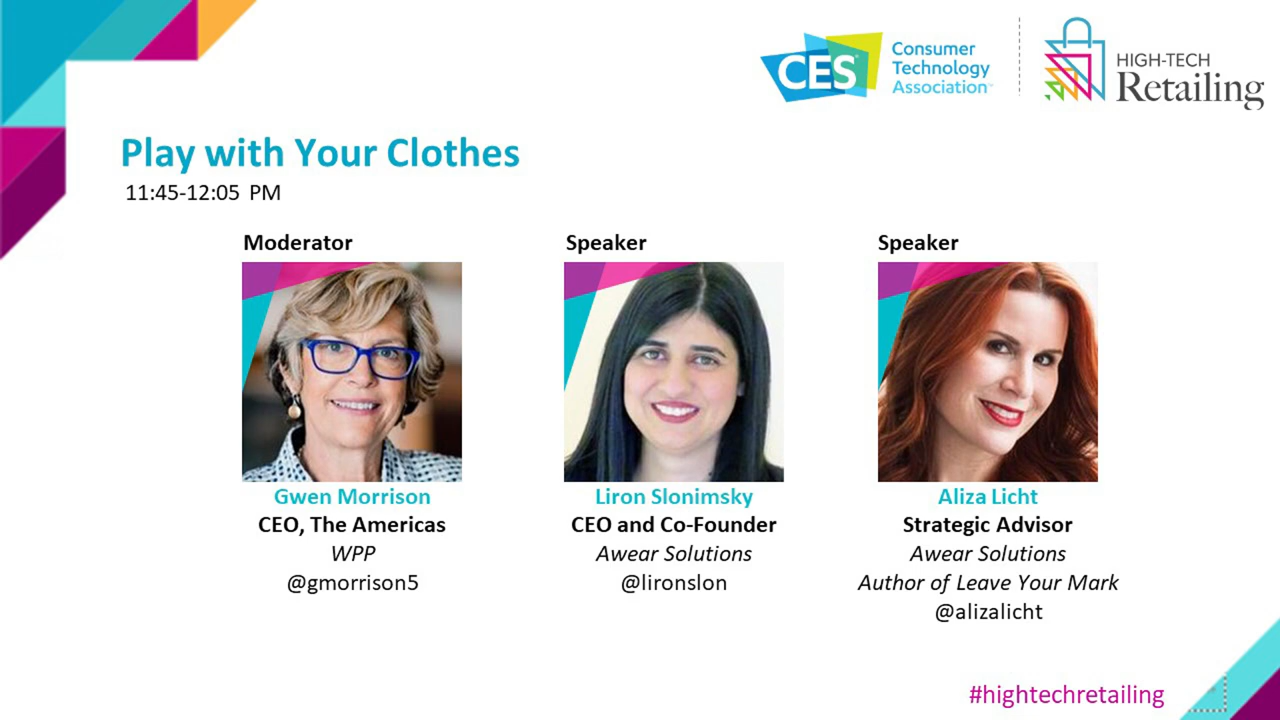 CES
Consumer
Technology
Association™
HIGH-TECH
Retailing
Play with Your Clothes
11:45-12:05 PM
Moderator
Speaker
Speaker
Gwen Morrison
CEO, The Americas
WPP
@gmorrison5
Liron Slonimsky
CEO and Co-Founder
Awear Solutions
@lironslon
Aliza Licht
Strategic Advisor
Awear Solutions
Author of Leave Your Mark
@alizalicht
#hightechretailing